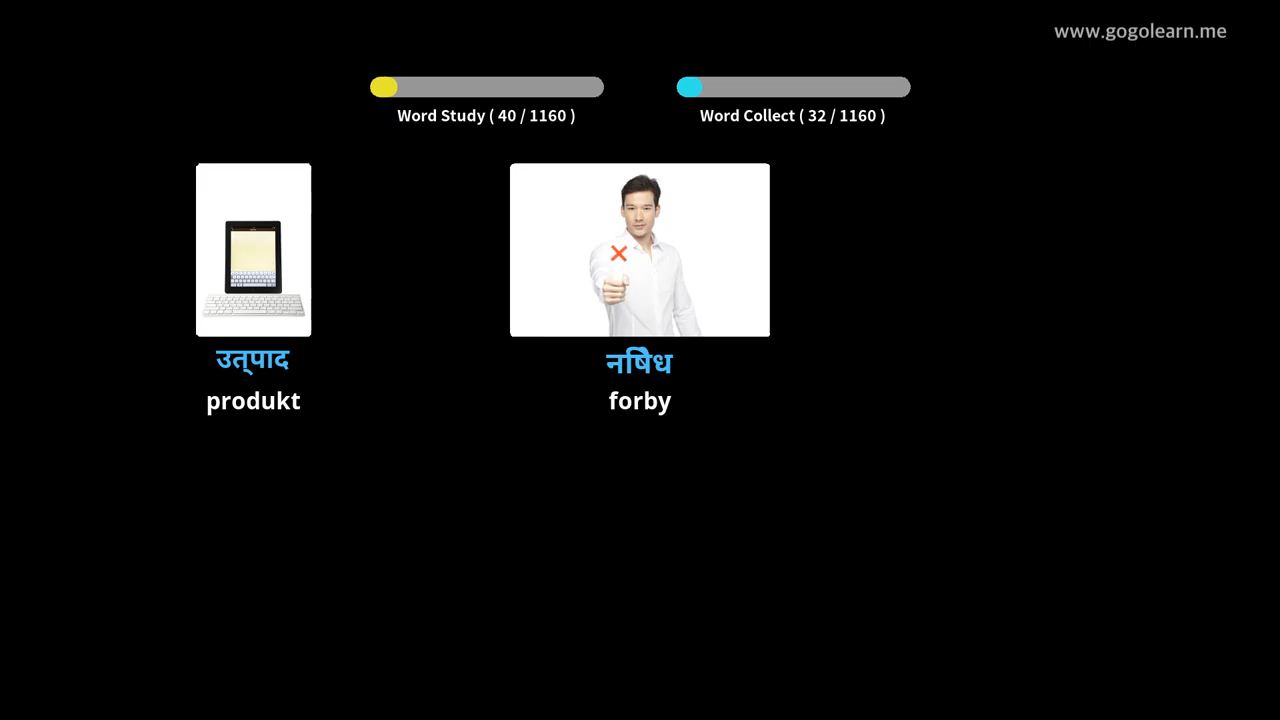 www.gogolearn.me
Word Study ( 40 / 1160 )
Word Collect ( 32 / 1160 )
उत्पाद
produkt
निषेध
forby